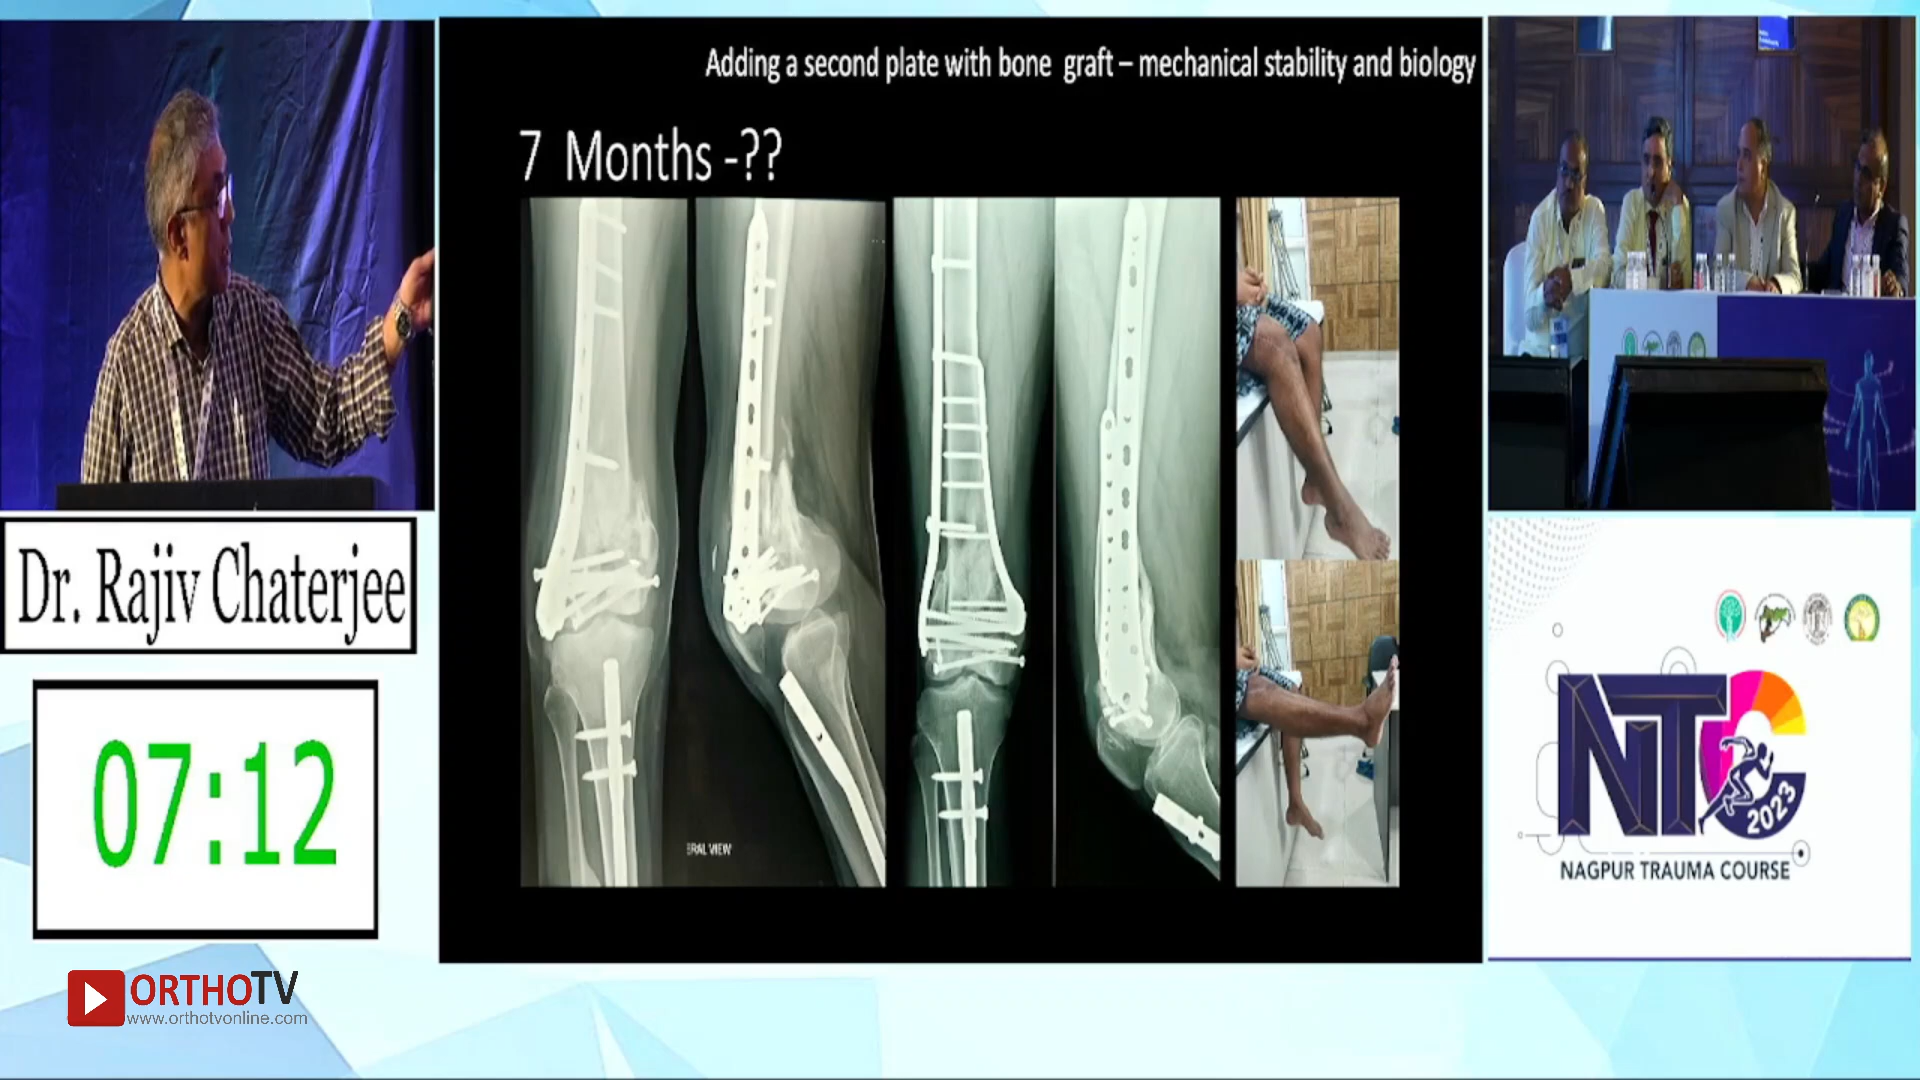 Adding a second plate with bone graft – mechanical stability and biology
7 Months -??
ERAL VIEW
Dr. Rajiv Chaterjee
07:12
ORTHOTV
www.orthotvonline.com
NTC
2023
NAGPUR TRAUMA COURSE